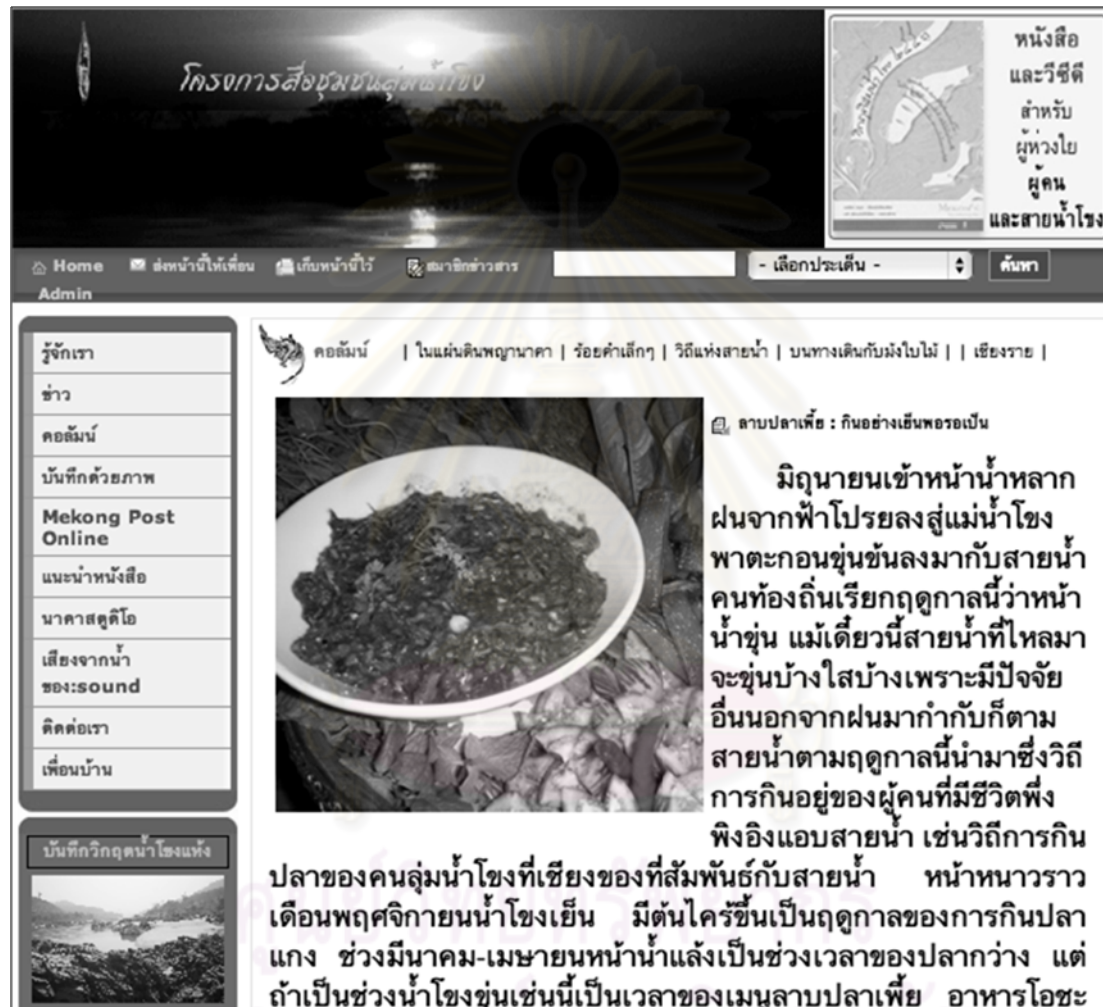 โครงการสื่อชุมชนลุ่มน้ำโขง
หนังสือ
และวีซีดี
สำหรับ
ผู้ห่วงใย
ผู้คน
และสายน้ำโขง
Home ส่งหน้านี้ให้เพื่อน เก็บหน้านี้ไว้ สมาชิกข่าวสาร - เลือกประเด็น - ค้นหา
Admin
รู้จักเรา
ข่าว
คอลัมน์
บันทึกด้วยภาพ
Mekong Post
Online
แนะนำหนังสือ
นาคาสตูดิโอ
เสียงจากน้ำ
ของ:sound
ติดต่อเรา
เพื่อนบ้าน
บันทึกวิกฤตน้ำโขงแห้ง
คอลัมน์ | ในแผ่นดินพญานาคา | ร้อยคำเล็กๆ | วิถีแห่งสายน้ำ | บนทางเดินกับมังใบไม้ | | เชียงราย |
ลาบปลาเพี้ย : กินอย่างเย็นพอรอเป็น
มิถุนายนเข้าหน้าน้ำหลาก
ฝนจากฟ้าโปรยลงสู่แม่น้ำโขง
พาตะกอนขุ่นข้นลงมากับสายน้ำ
คนท้องถิ่นเรียกฤดูกาลนี้ว่าหน้า
น้ำขุ่น แม้เดี๋ยวนี้สายน้ำที่ไหลมา
จะขุ่นบ้างใสบ้างเพราะมีปัจจัย
อื่นนอกจากฝนมากำกับก็ตาม
สายน้ำตามฤดูกาลนี้นำมาซึ่งวิถี
การกินอยู่ของผู้คนที่มีชีวิตพึ่ง
พิงอิงแอบสายน้ำ เช่นวิถีการกิน
ปลาของคนลุ่มน้ำโขงที่เชียงของที่สัมพันธ์กับสายน้ำ หน้าหนาวราว
เดือนพฤศจิกายนน้ำโขงเย็น มีต้นไคร้ขึ้นเป็นฤดูกาลของการกินปลา
แกง ช่วงมีนาคม-เมษายนหน้าน้ำแล้งเป็นช่วงเวลาของปลากว่าง แต่
ถ้าเป็นช่วงน้ำโขงขุ่นเช่นนี้เป็นเวลาของเมนูลาบปลาเพี้ย อาหารโอชะ
ศูนย์วิทยทรัพยากร